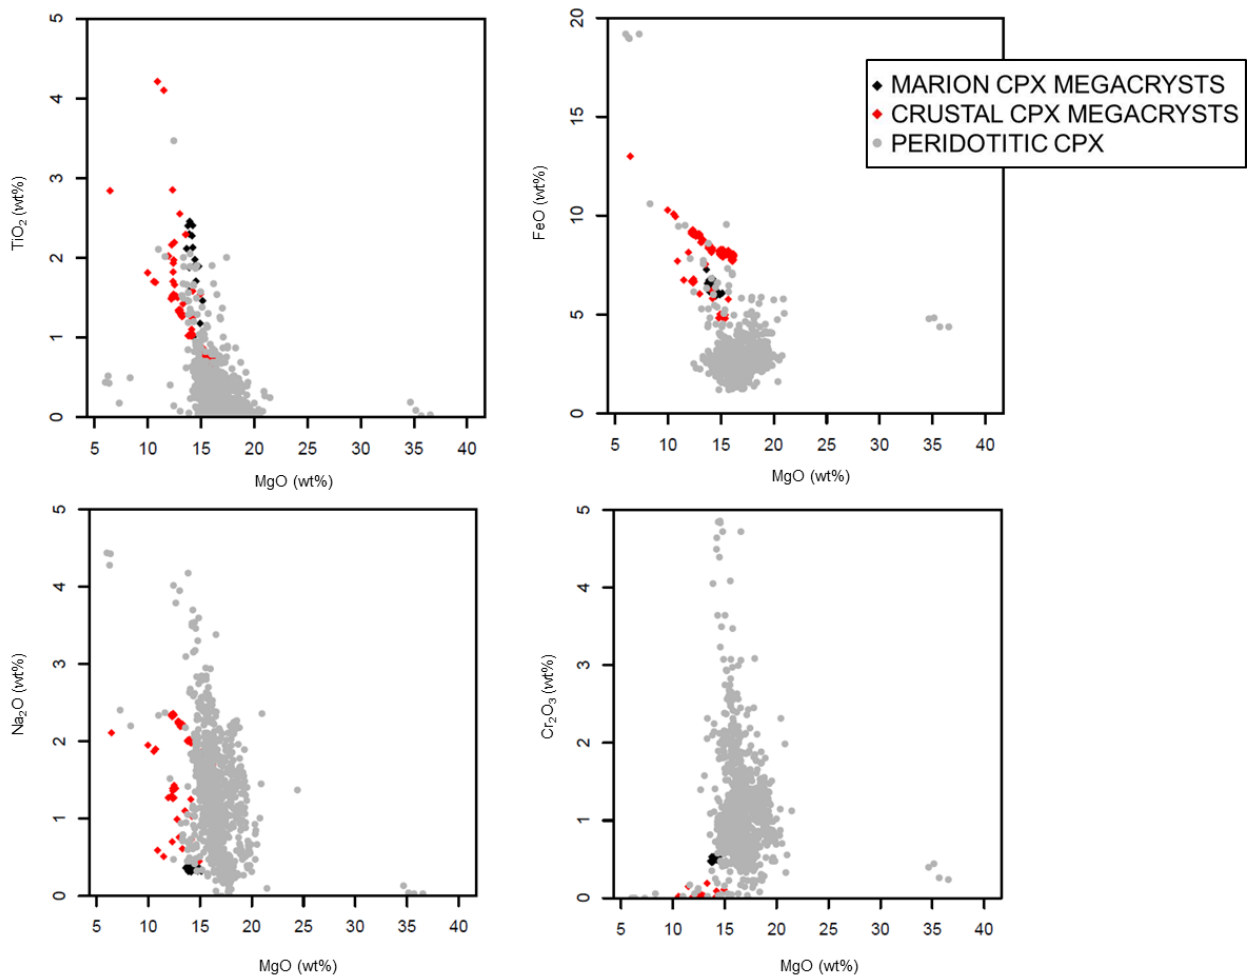 5
4
3
2
1
0
TiO₂ (wt%)
5 10 15 20 25 30 35 40
MgO (wt%)
20
15
10
5
0
FeO (wt%)
5 10 15 20 25 30 35 40
MgO (wt%)
MARION CPX MEGACRYSTS
CRUSTAL CPX MEGACRYSTS
PERIDOTITIC CPX
5
4
3
2
1
0
Na₂O (wt%)
5 10 15 20 25 30 35 40
MgO (wt%)
5
4
3
2
1
0
Cr₂O₃ (wt%)
5 10 15 20 25 30 35 40
MgO (wt%)